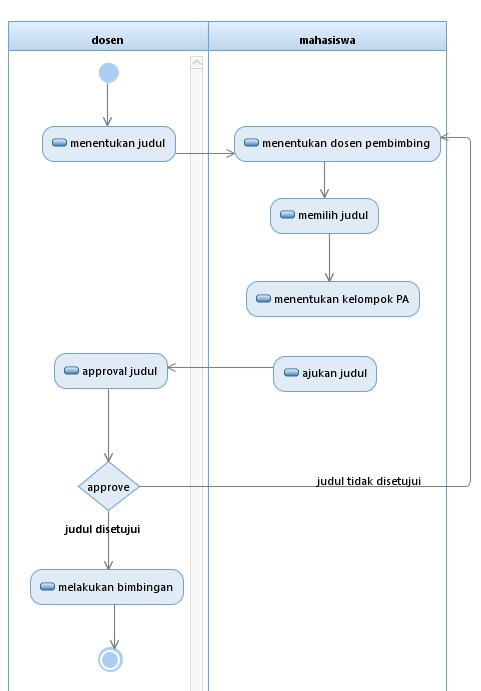 dosen
mahasiswa
menentukan judul
menentukan dosen pembimbing
memilih judul
menentukan kelompok PA
approval judul
ajukan judul
approve
judul tidak disetujui
judul disetujui
melakukan bimbingan